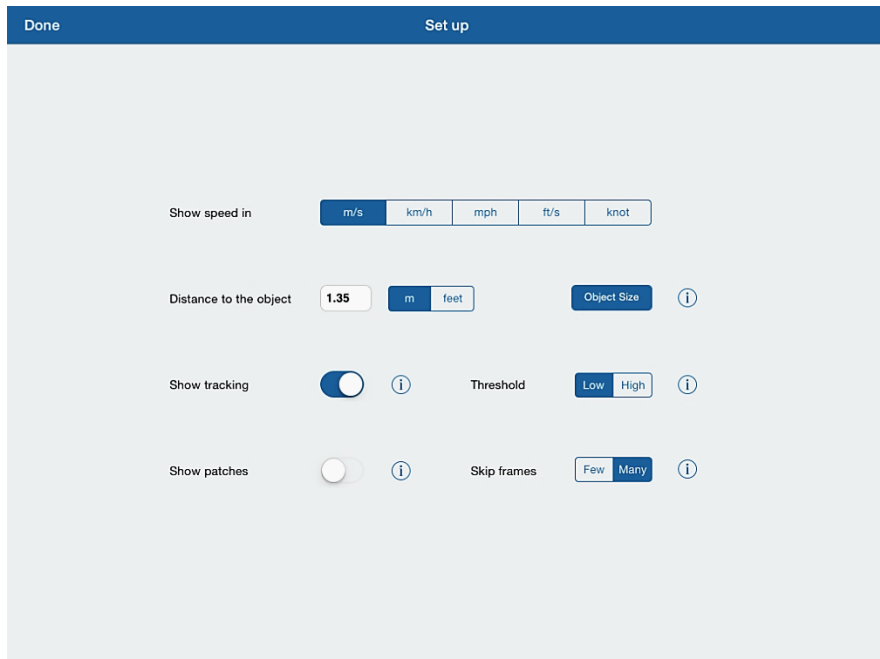 Done Set up
Show speed in m/s km/h mph ft/s knot
Distance to the object 1.35 m feet Object Size i
Show tracking i Threshold Low High i
Show patches i Skip frames Few Many i